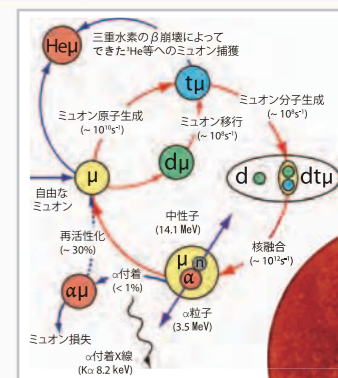 三重水素のβ崩壊によって
できた³He等へのミュオン捕獲
Heμ
tμ
ミュオン原子生成
(~ 10¹⁰s⁻¹)
ミュオン移行
(~ 10⁸s⁻¹)
ミュオン分子生成
(~ 10⁸s⁻¹)
μ
dμ
d
dtμ
自由な
ミュオン
中性子
(14.1 MeV)
再活性化
(~ 30%)
核融合
(~ 10¹²s⁻¹)
μ
n
α
α付着
(< 1%)
αμ
α粒子
(3.5 MeV)
ミュオン損失
α付着X線
(Kα 8.2 keV)